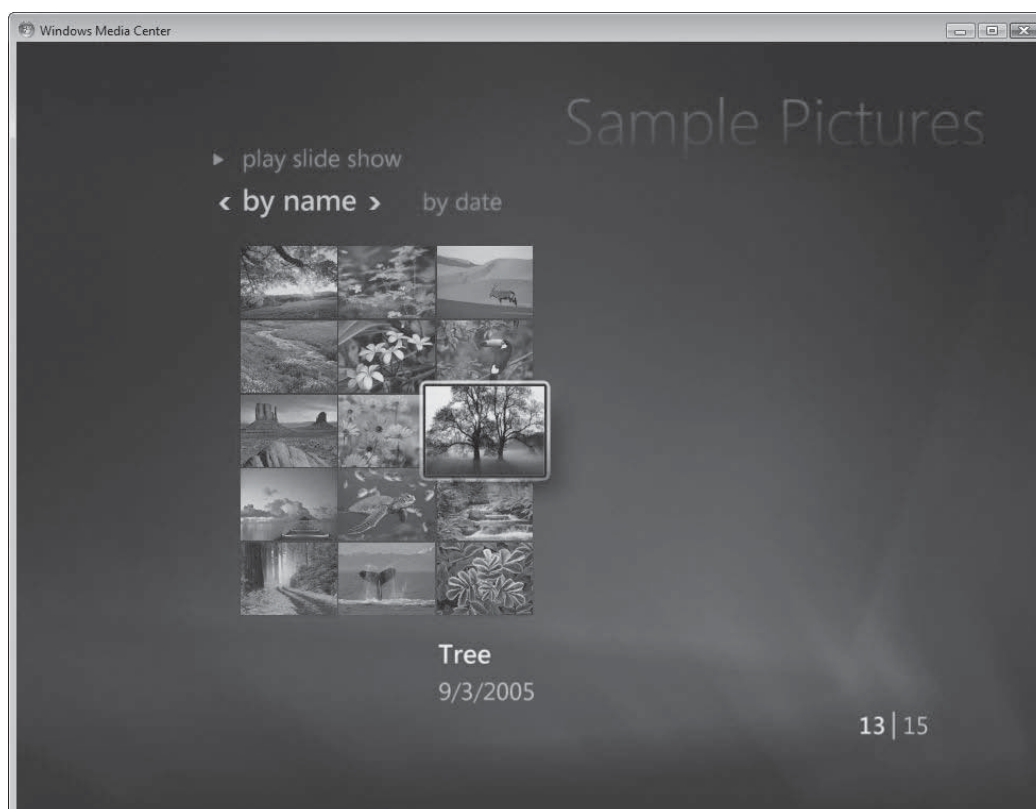 Windows Media Center
Sample Pictures
play slide show
by name by date
Tree
9/3/2005
13 | 15